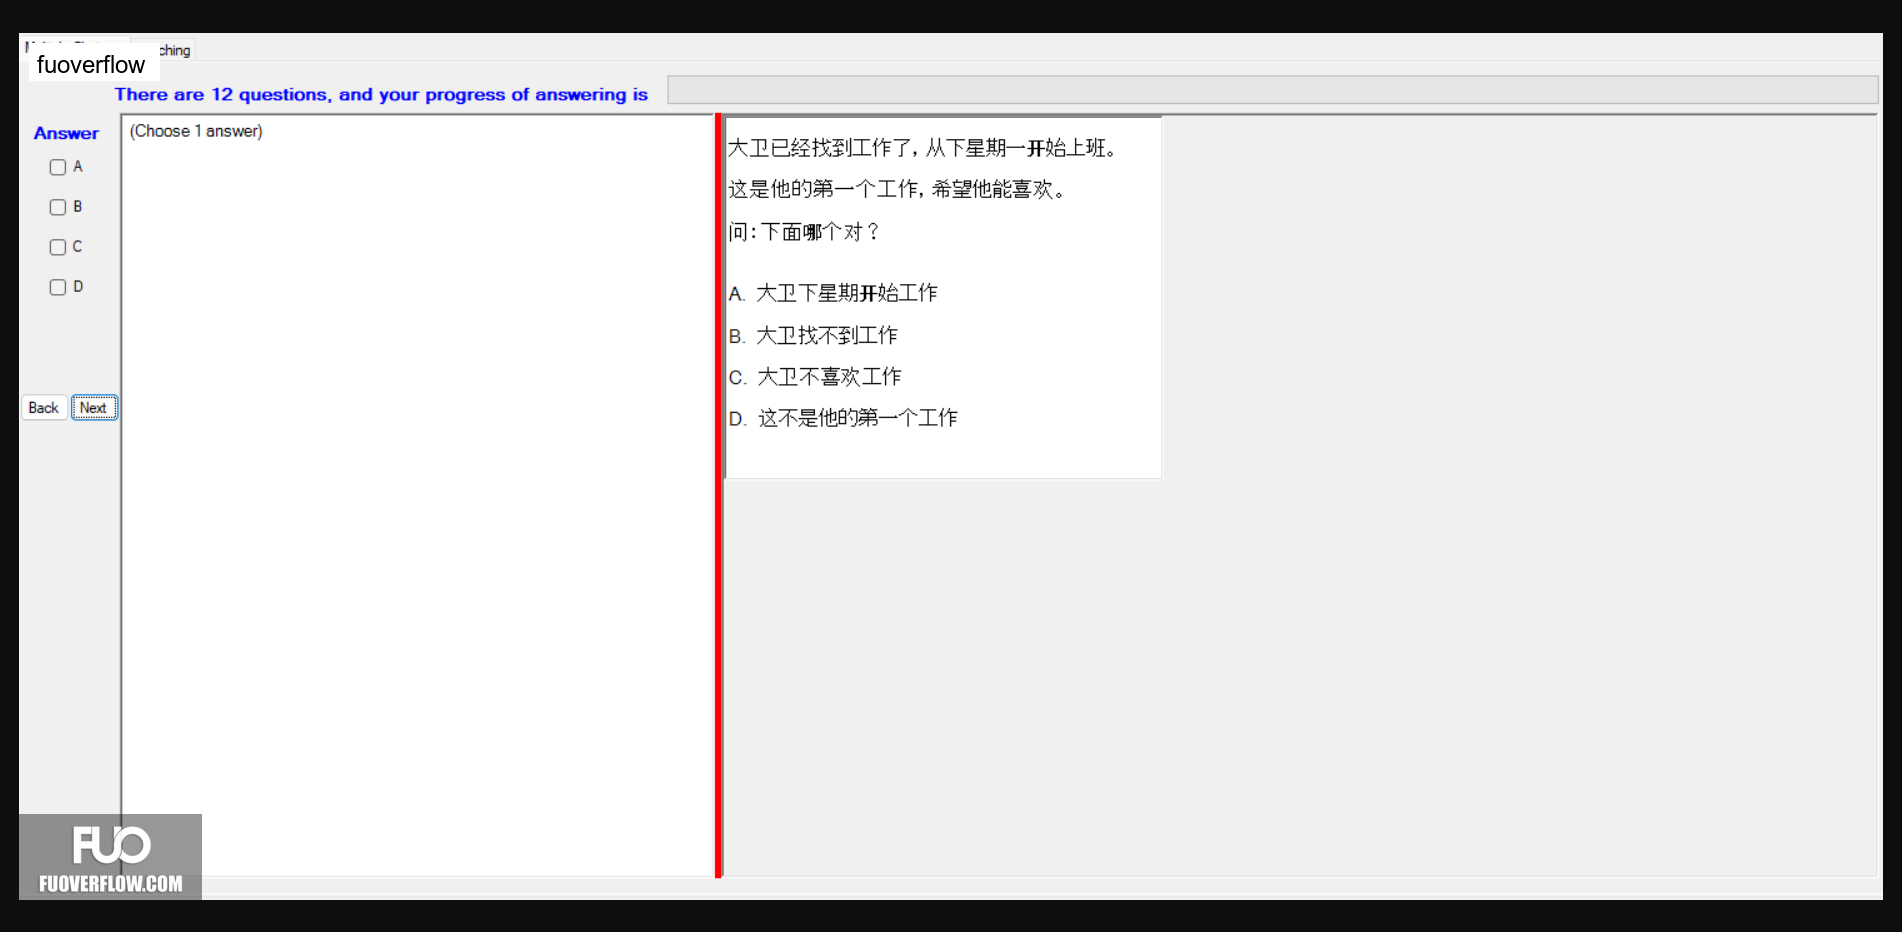 ching
fuoverflow
There are 12 questions, and your progress of answering is
Answer
(Choose 1 answer)
A
B
C
D
Back Next
大卫已经找到工作了, 从下星期一开始上班。
这是他的第一个工作, 希望他能喜欢。
问: 下面哪个对？
A. 大卫下星期开始工作
B. 大卫找不到工作
C. 大卫不喜欢工作
D. 这不是他的第一个工作
FUO
FUOVERFLOW.COM